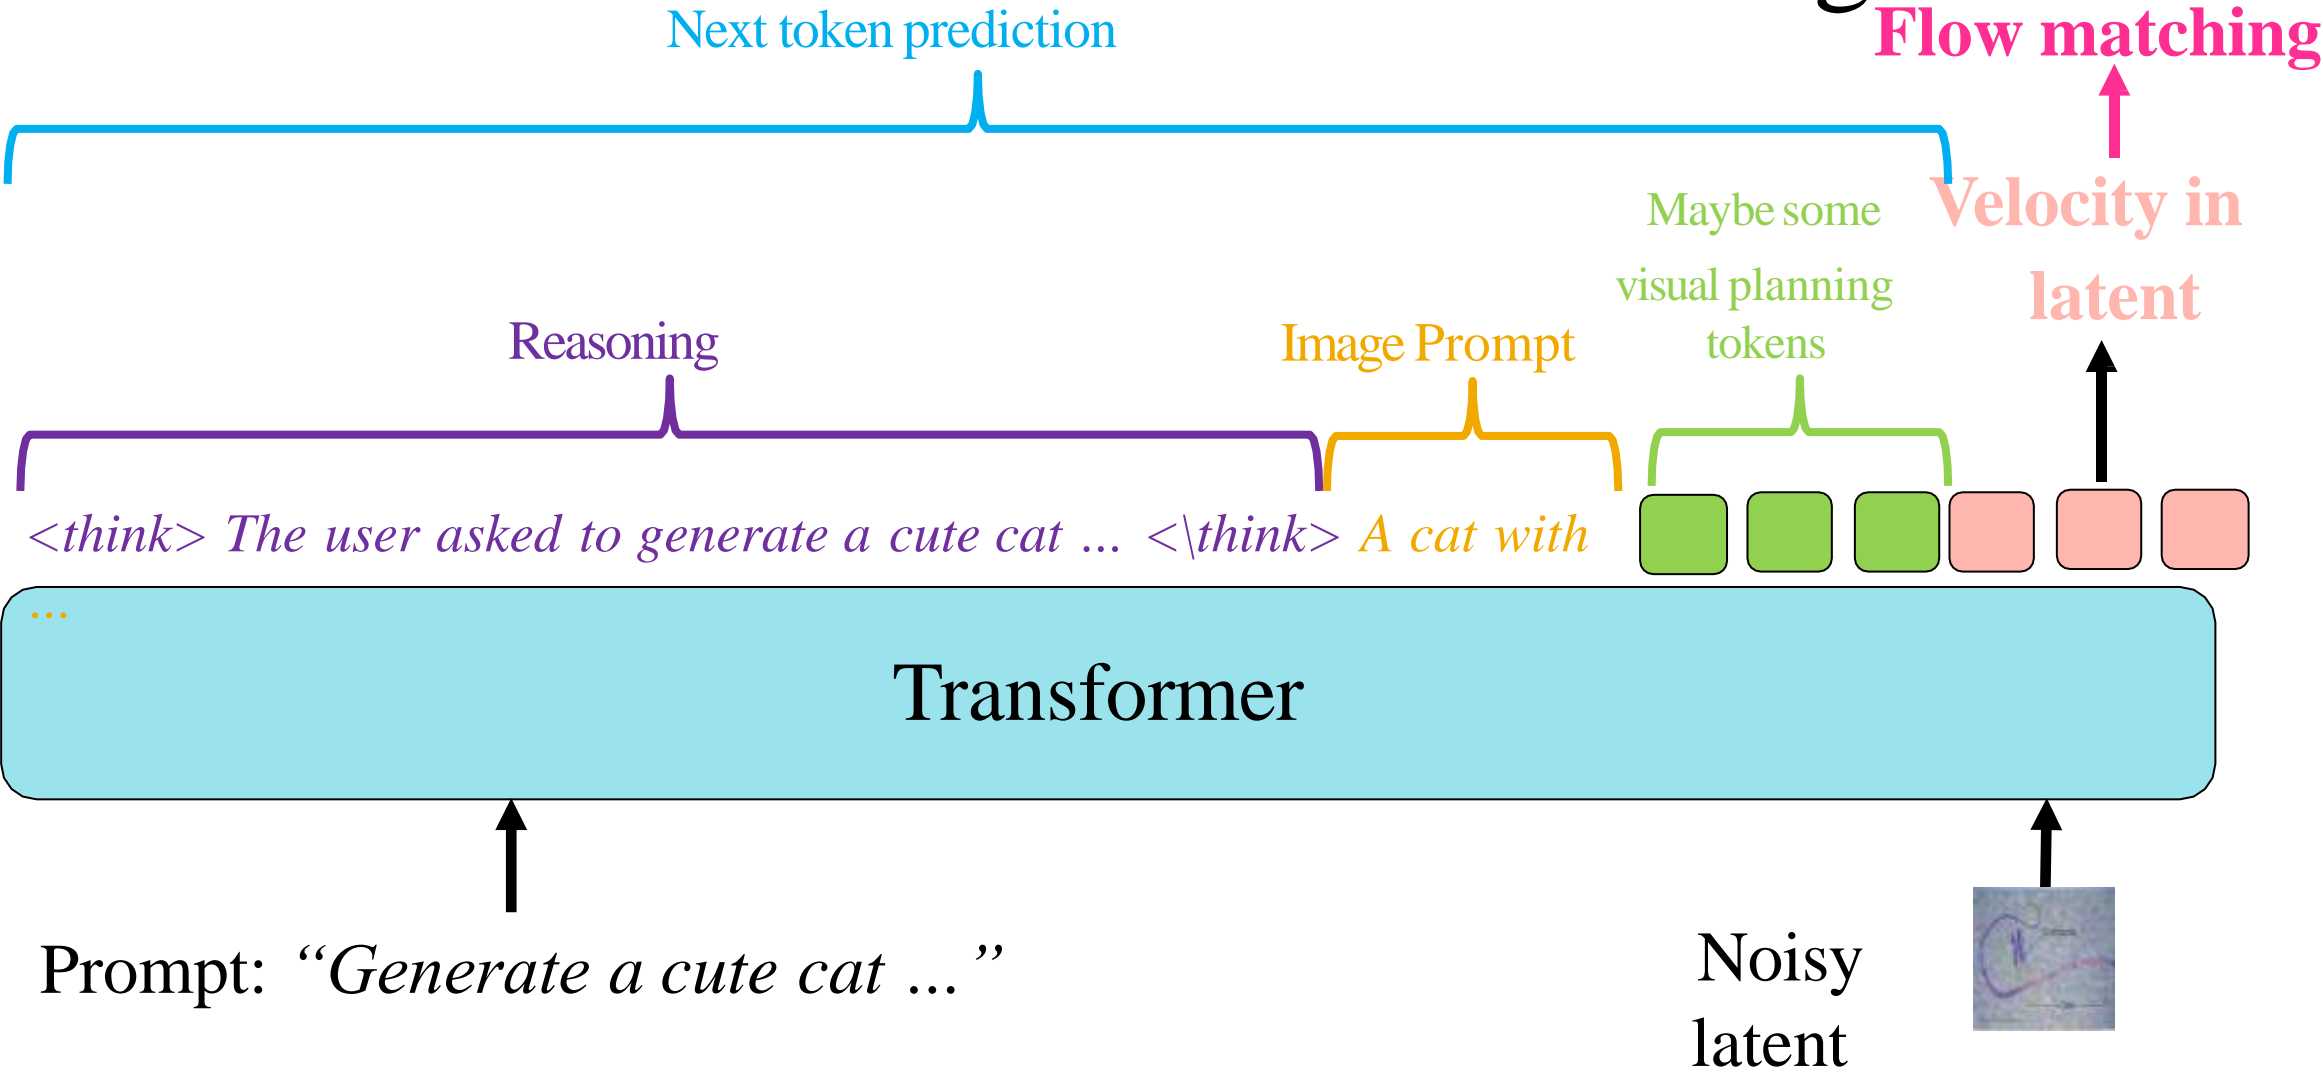 Next token prediction
Flow matching
Maybe some
visual planning
tokens
Velocity in
latent
Reasoning
Image Prompt
<think> The user asked to generate a cute cat ... <\think> A cat with
...
Transformer
Prompt: “Generate a cute cat ...”
Noisy
latent